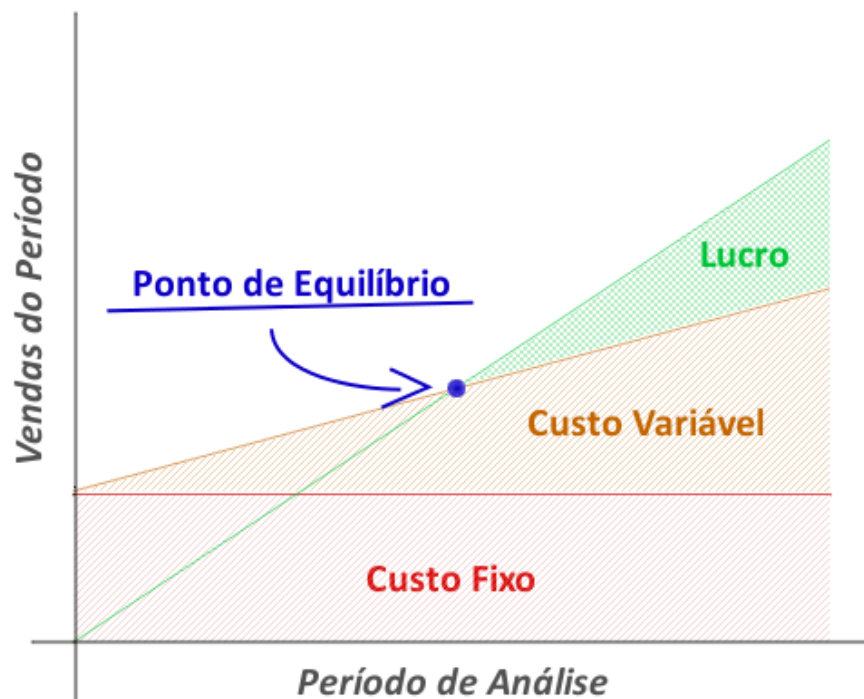 Vendas do Período
Ponto de Equilíbrio
Lucro
Custo Variável
Custo Fixo
Período de Análise